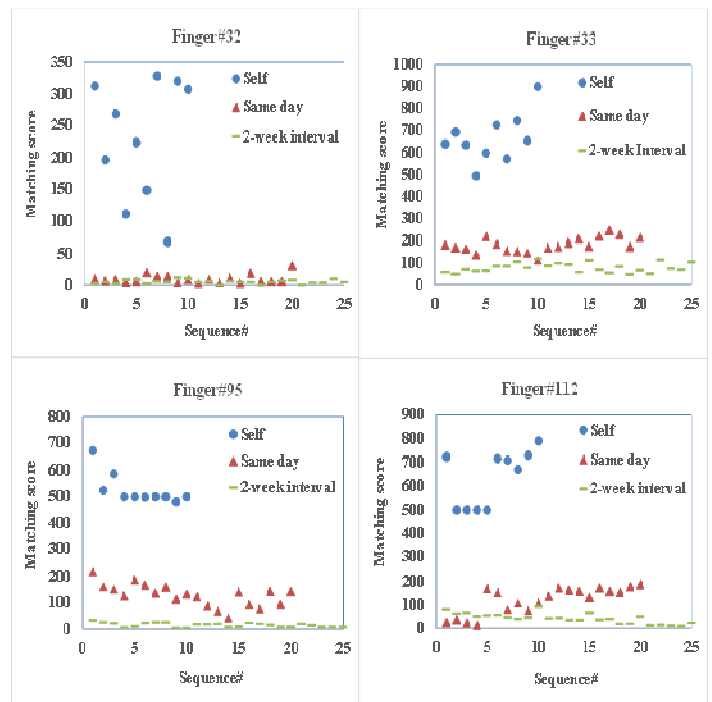 Finger#32
Matching score
350
300
250
200
150
100
50
0
Self
Same day
2-week interval
0
5
10
15
20
25
Sequence#
Finger#33
Matching score
1000
900
800
700
600
500
400
300
200
100
0
Self
Same day
2-week Interval
0
5
10
15
20
25
Sequence#
Finger#95
Matching score
800
700
600
500
400
300
200
100
0
Self
Same day
2-week interval
0
5
10
15
20
25
Sequence#
Finger#112
Matching score
900
800
700
600
500
400
300
200
100
0
Self
Same day
2-week interval
0
5
10
15
20
25
Sequence#